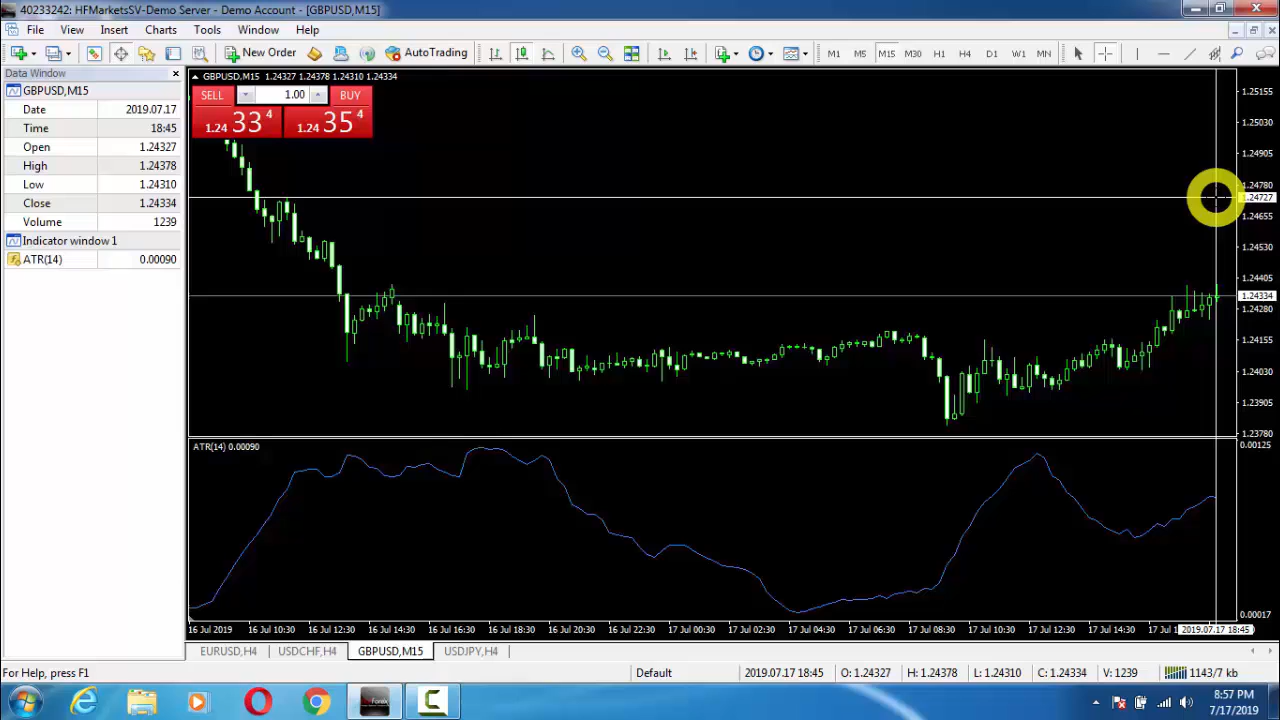 40233242: HFMarketsSV-Demo Server - Demo Account - [GBPUSD,M15]
File View Insert Charts Tools Window Help
New Order AutoTrading M1 M5 M15 M30 H1 H4 D1 W1 MN
Data Window
GBPUSD,M15
Date 2019.07.17
Time 18:45
Open 1.24327
High 1.24378
Low 1.24310
Close 1.24334
Volume 1239
Indicator window 1
ATR(14) 0.00090
GBPUSD,M15 1.24327 1.24378 1.24310 1.24334
SELL 1.00 BUY
1.24 33 4 1.24 35 4
1.25155
1.25030
1.24905
1.24780
1.24727
1.24655
1.24530
1.24405
1.24334
1.24280
1.24155
1.24030
1.23905
1.23780
ATR(14) 0.00090
0.00125
0.00017
16 Jul 2019 16 Jul 10:30 16 Jul 12:30 16 Jul 14:30 16 Jul 16:30 16 Jul 18:30 16 Jul 20:30 16 Jul 22:30 17 Jul 00:30 17 Jul 02:30 17 Jul 04:30 17 Jul 06:30 17 Jul 08:30 17 Jul 10:30 17 Jul 12:30 17 Jul 14:30 17 Jul 1 2019.07.17 18:45
EURUSD,H4 USDCHF,H4 GBPUSD,M15 USDJPY,H4
For Help, press F1 Default 2019.07.17 18:45 O: 1.24327 H: 1.24378 L: 1.24310 C: 1.24334 V: 1239 1143/7 kb
8:57 PM
7/17/2019